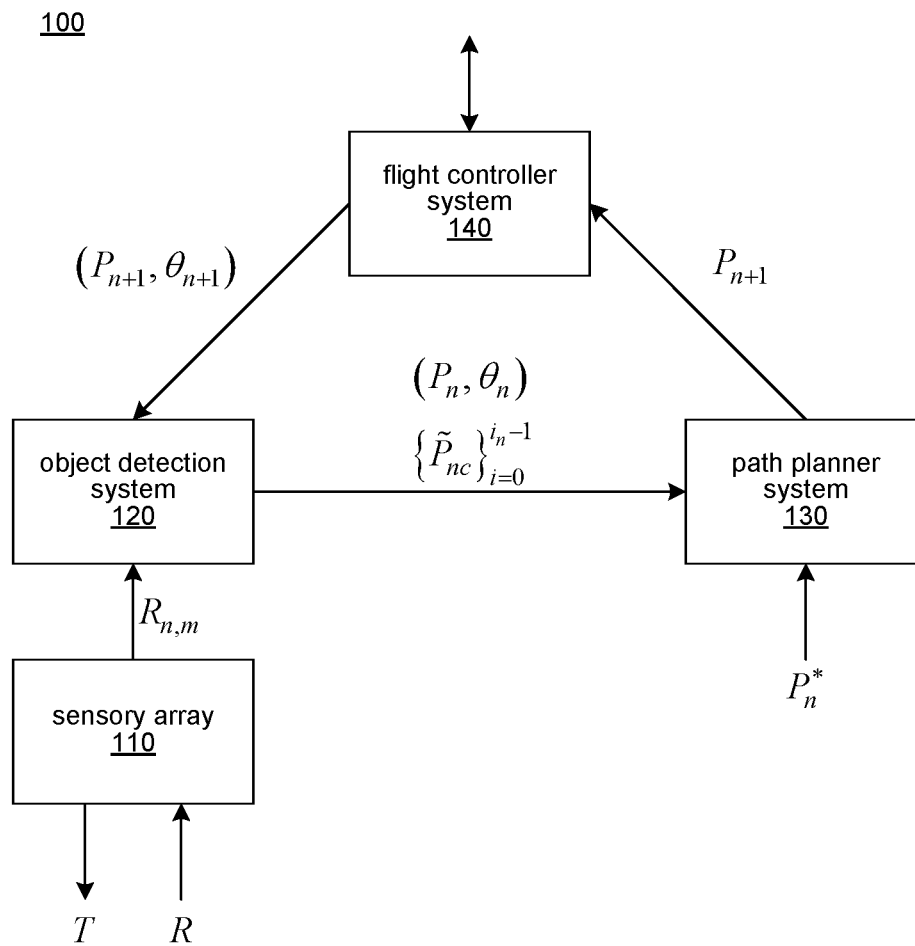 100
flight controller
system
140
(P_{n+1}, θ_{n+1})
P_{n+1}
(P_n, θ_n)
{P̃_{nc}}_{i=0}^{i_n-1}
object detection
system
120
path planner
system
130
R_{n,m}
P_n^*
sensory array
110
T
R